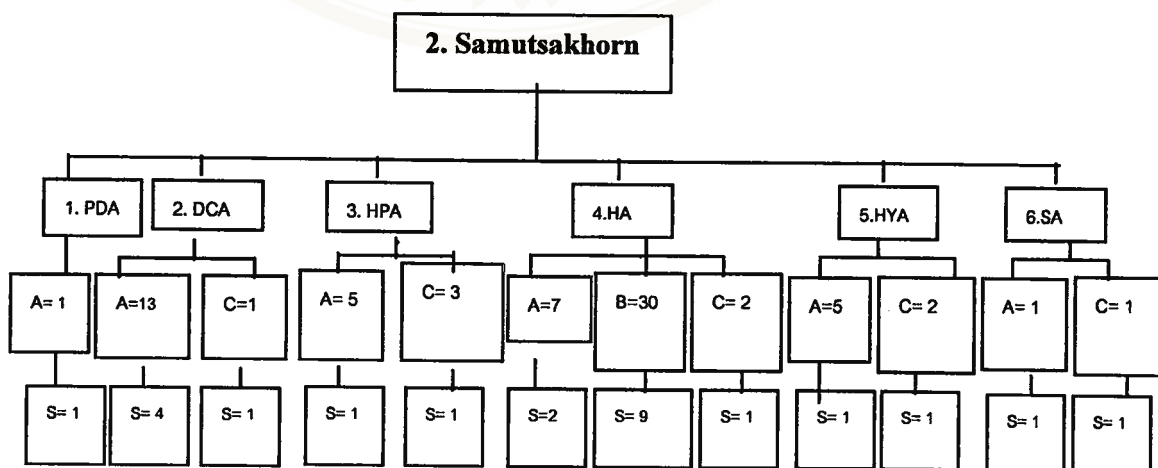 2. Samutsakhorn
1. PDA 2. DCA 3. HPA 4.HA 5.HYA 6.SA
A= 1 A=13 C=1 A= 5 C= 3 A=7 B=30 C= 2 A=5 C= 2 A= 1 C= 1
S= 1 S= 4 S= 1 S= 1 S= 1 S=2 S= 9 S= 1 S= 1 S= 1 S= 1 S= 1